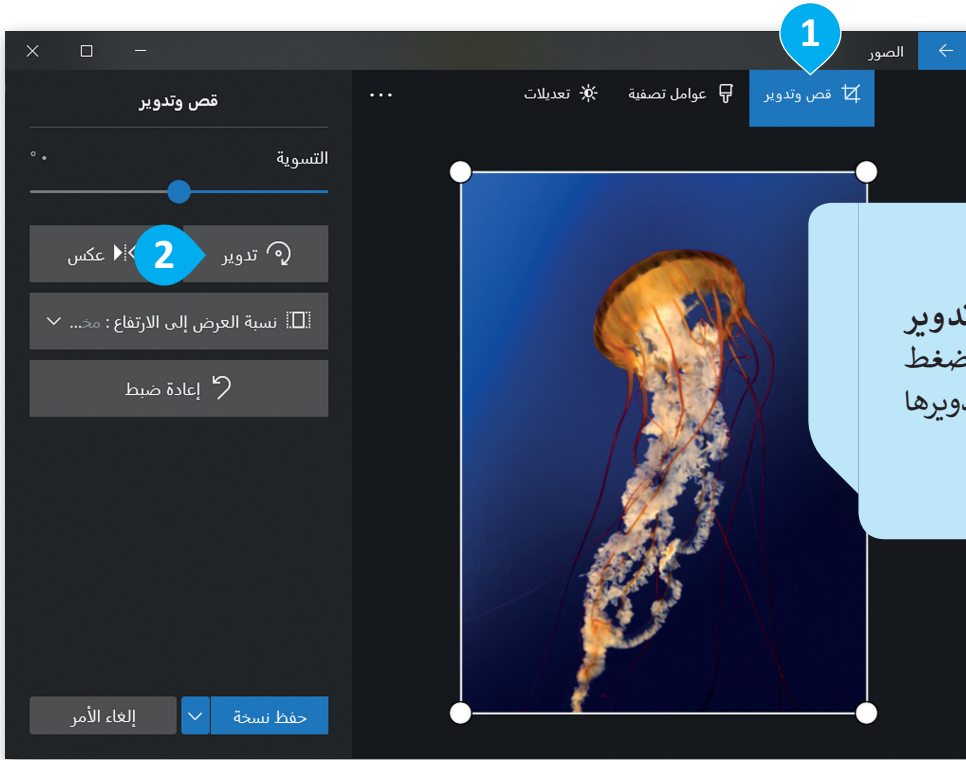 1
الصور
قص وتدوير
عوامل تصفية
تعديلات
...
قص وتدوير
التسوية
°٠
تدوير
2
عكس
نسبة العرض إلى الارتفاع : مخـ...
إعادة ضبط
حفظ نسخة
إلغاء الأمر